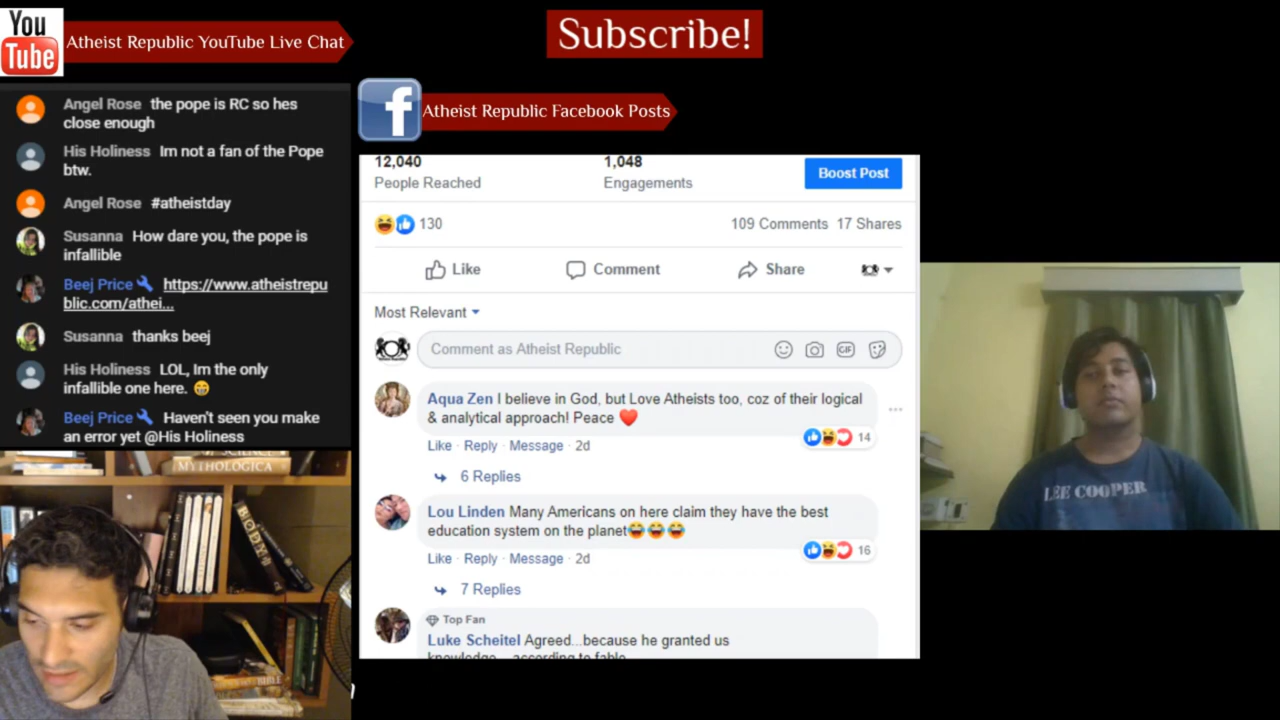 You
Tube
Atheist Republic YouTube Live Chat
Subscribe!
Angel Rose the pope is RC so hes
close enough
His Holiness Im not a fan of the Pope
btw.
Angel Rose #atheistday
Susanna How dare you, the pope is
infallible
Beej Price https://www.atheistrepu
blic.com/athei...
Susanna thanks beej
His Holiness LOL, Im the only
infallible one here. 😁
Beej Price Haven't seen you make
an error yet @His Holiness
f
Atheist Republic Facebook Posts
12,040
People Reached
1,048
Engagements
Boost Post
130
109 Comments 17 Shares
Like
Comment
Share
Most Relevant
Comment as Atheist Republic
GIF
Aqua Zen I believe in God, but Love Atheists too, coz of their logical
& analytical approach! Peace ❤️
14
Like · Reply · Message · 2d
6 Replies
Lou Linden Many Americans on here claim they have the best
education system on the planet😂😂😂
16
Like · Reply · Message · 2d
7 Replies
Top Fan
Luke Scheitel Agreed...because he granted us
knowledge....according to fable
MYTHOLOGICA
BODY
BIBLE
LEE COOPER